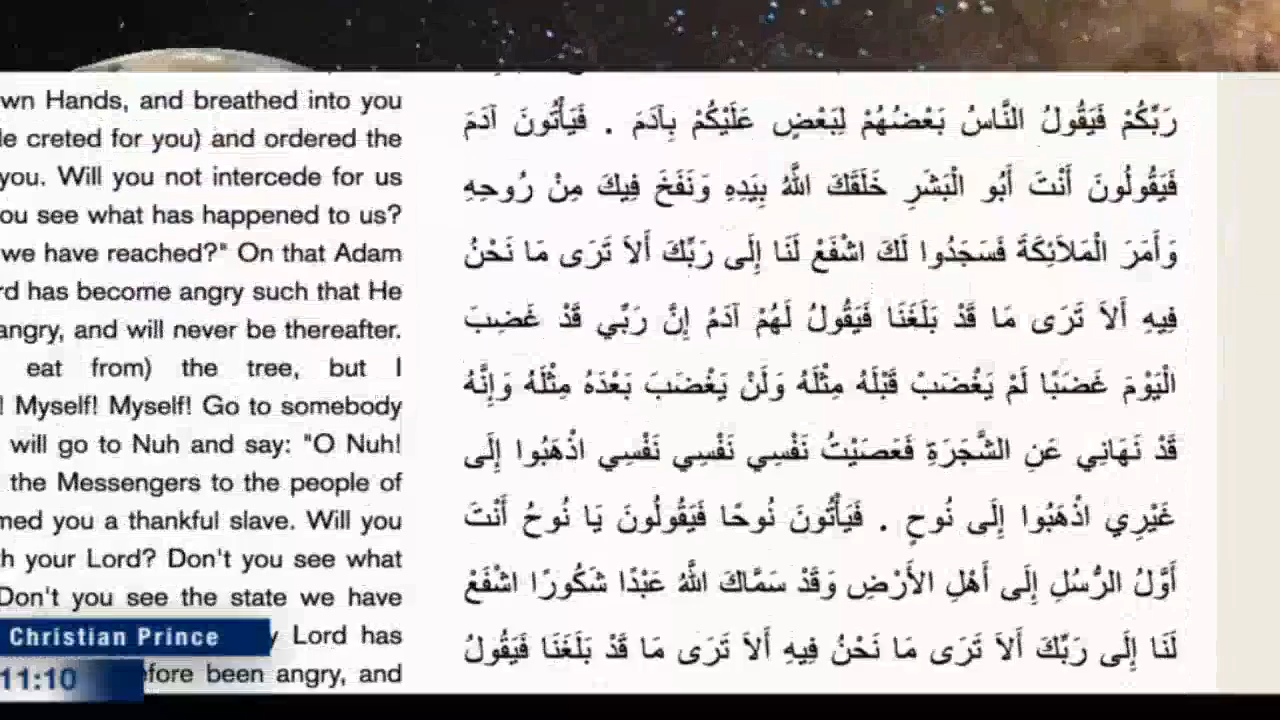 wn Hands, and breathed into you
le creted for you) and ordered the
you. Will you not intercede for us
ou see what has happened to us?
we have reached?" On that Adam
rd has become angry such that He
angry, and will never be thereafter.
eat from) the tree, but I
! Myself! Myself! Go to somebody
will go to Nuh and say: "O Nuh!
the Messengers to the people of
med you a thankful slave. Will you
h your Lord? Don't you see what
Don't you see the state we have
y Lord has
efore been angry, and
رَبِّكُمْ فَيَقُولُ النَّاسُ بَعْضُهُمْ لِبَعْضٍ عَلَيْكُمْ بِآدَمَ . فَيَأْتُونَ آدَمَ
فَيَقُولُونَ أَنْتَ أَبُو الْبَشَرِ خَلَقَكَ اللَّهُ بِيَدِهِ وَنَفَخَ فِيكَ مِنْ رُوحِهِ
وَأَمَرَ الْمَلاَئِكَةَ فَسَجَدُوا لَكَ اشْفَعْ لَنَا إِلَى رَبِّكَ أَلاَ تَرَى مَا نَحْنُ
فِيهِ أَلاَ تَرَى مَا قَدْ بَلَغَنَا فَيَقُولُ لَهُمْ آدَمُ إِنَّ رَبِّي قَدْ غَضِبَ
الْيَوْمَ غَضَبًا لَمْ يَغْضَبْ قَبْلَهُ مِثْلَهُ وَلَنْ يَغْضَبَ بَعْدَهُ مِثْلَهُ وَإِنَّهُ
قَدْ نَهَانِي عَنِ الشَّجَرَةِ فَعَصَيْتُ نَفْسِي نَفْسِي نَفْسِي اذْهَبُوا إِلَى
غَيْرِي اذْهَبُوا إِلَى نُوحٍ . فَيَأْتُونَ نُوحًا فَيَقُولُونَ يَا نُوحُ أَنْتَ
أَوَّلُ الرُّسُلِ إِلَى أَهْلِ الأَرْضِ وَقَدْ سَمَّاكَ اللَّهُ عَبْدًا شَكُورًا اشْفَعْ
لَنَا إِلَى رَبِّكَ أَلاَ تَرَى مَا نَحْنُ فِيهِ أَلاَ تَرَى مَا قَدْ بَلَغَنَا فَيَقُولُ
Christian Prince
11:10